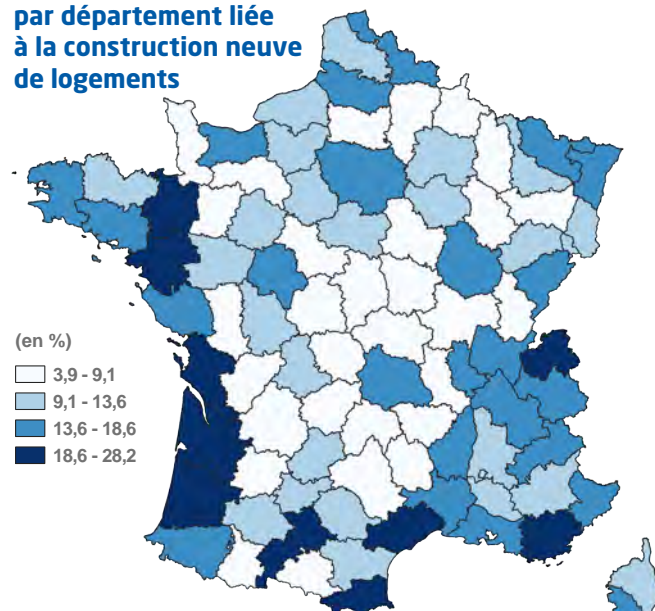 par département liée
à la construction neuve
de logements
(en %)
3,9 - 9,1
9,1 - 13,6
13,6 - 18,6
18,6 - 28,2